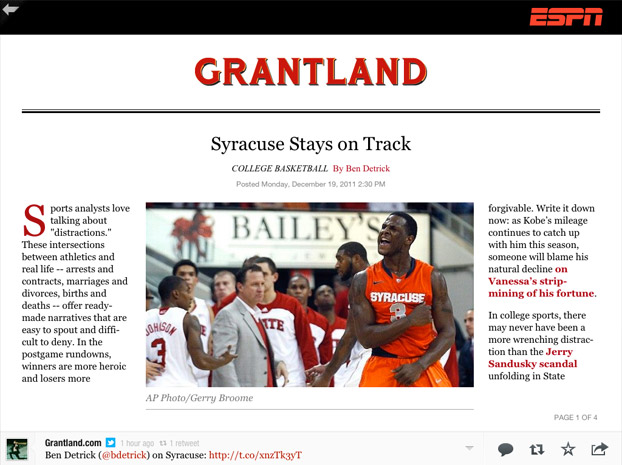 ESPN
GRANTLAND
Syracuse Stays on Track
COLLEGE BASKETBALL By Ben Detrick
Posted Monday, December 19, 2011 2:30 PM
Sports analysts love
talking about
"distractions."
These intersections
between athletics and
real life -- arrests and
contracts, marriages and
divorces, births and
deaths -- offer ready-
made narratives that are
easy to spout and diffi-
cult to deny. In the
postgame rundowns,
winners are more heroic
and losers more
BAILEY'S
JOHNSON
3
SYRACUSE
3
AP Photo/Gerry Broome
forgivable. Write it down
now: as Kobe's mileage
continues to catch up
with him this season,
someone will blame his
natural decline on
Vanessa's strip-
mining of his fortune.
In college sports, there
may never have been a
more wrenching distrac-
tion than the Jerry
Sandusky scandal
unfolding in State
PAGE 1 OF 4
Grantland.com 1 hour ago 1 retweet
Ben Detrick (@bdetrick) on Syracuse: http://t.co/xnzTk3yT